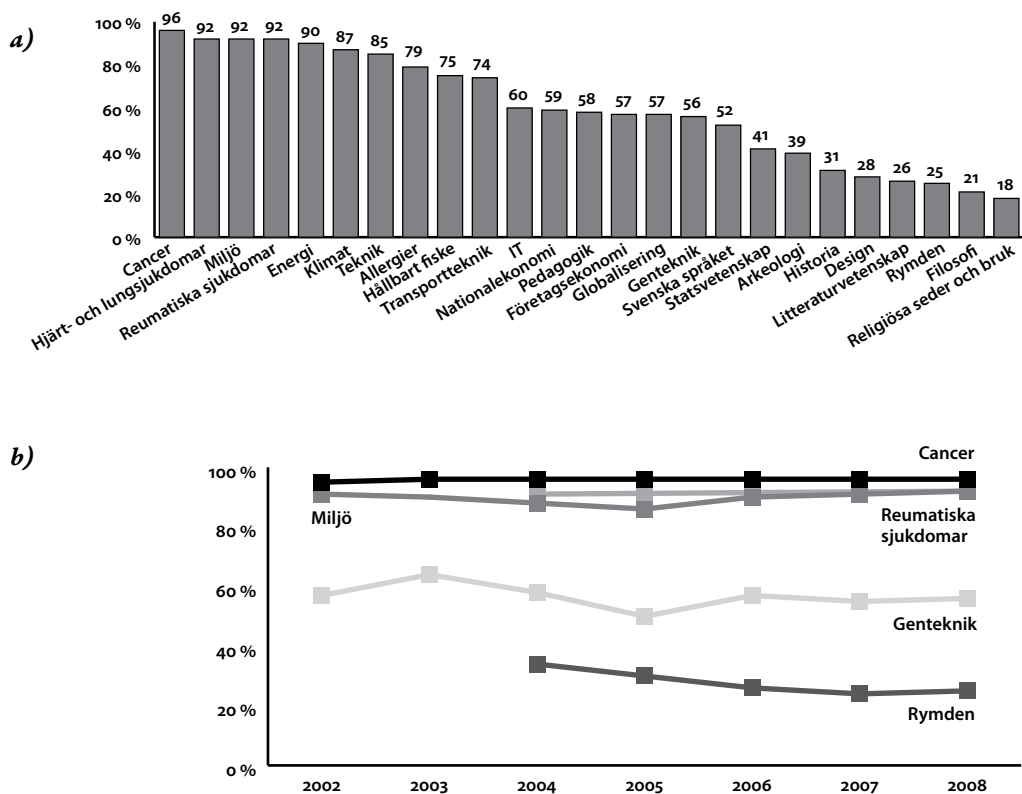 a)
100 %
80 %
60 %
40 %
20 %
0 %
96
92
92
92
90
87
85
79
75
74
60
59
58
57
57
56
52
41
39
31
28
26
25
21
18
Cancer
Hjärt- och lungsjukdomar
Miljö
Reumatiska sjukdomar
Energi
Klimat
Teknik
Allergier
Hållbart fiske
Transportteknik
IT
Nationalekonomi
Pedagogik
Företagsekonomi
Globalisering
Genteknik
Svenska språket
Statsvetenskap
Arkeologi
Historia
Design
Litteraturvetenskap
Rymden
Filosofi
Religiösa seder och bruk
b)
100 %
80 %
60 %
40 %
20 %
0 %
Cancer
Miljö
Reumatiska
sjukdomar
Genteknik
Rymden
2002
2003
2004
2005
2006
2007
2008